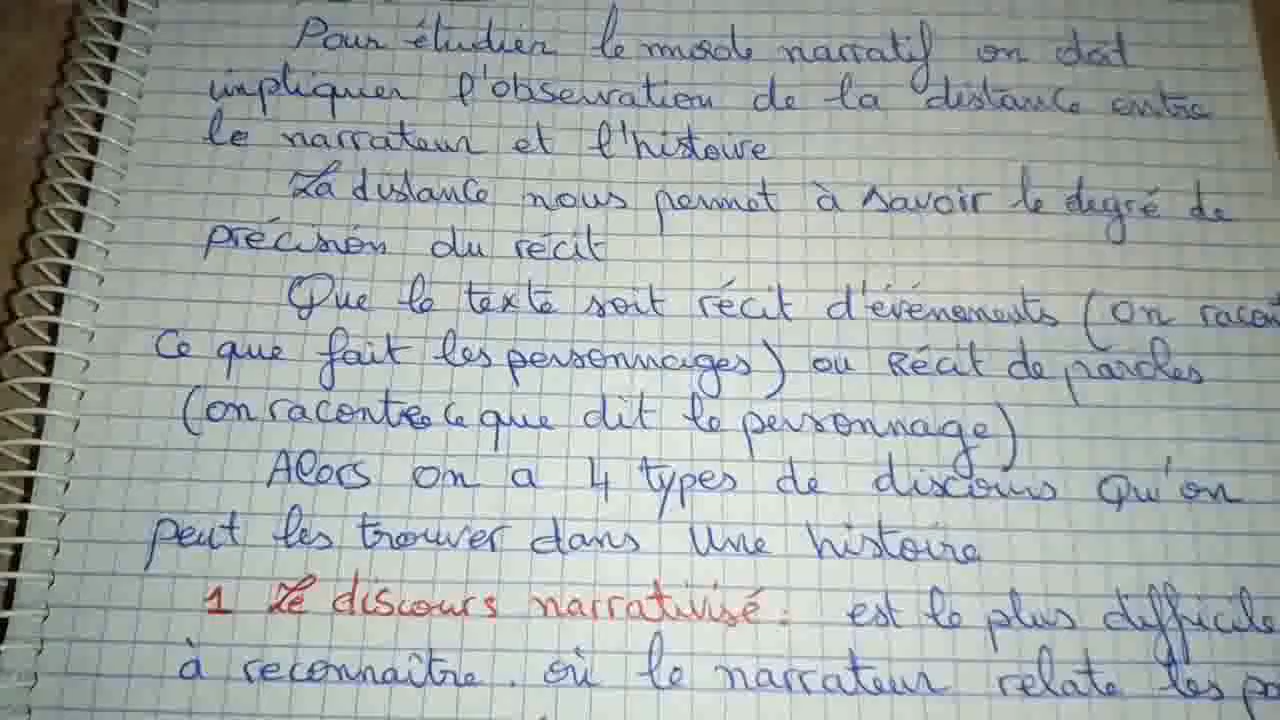 Pour étudier le mode narratif on doit
impliquer l'observation de la distance entre
le narrateur et l'histoire
La distance nous permet à savoir le degré de
précision du récit
Que le texte soit récit d'événements (on racon
ce que fait les personnages) ou Récit de paroles
(on raconte ce que dit le personnage)
Alors on a 4 types de discours qu'on
peut les trouver dans une histoire
1 Le discours narrativisé : est le plus difficile
à reconnaître. où le narrateur relate les pa